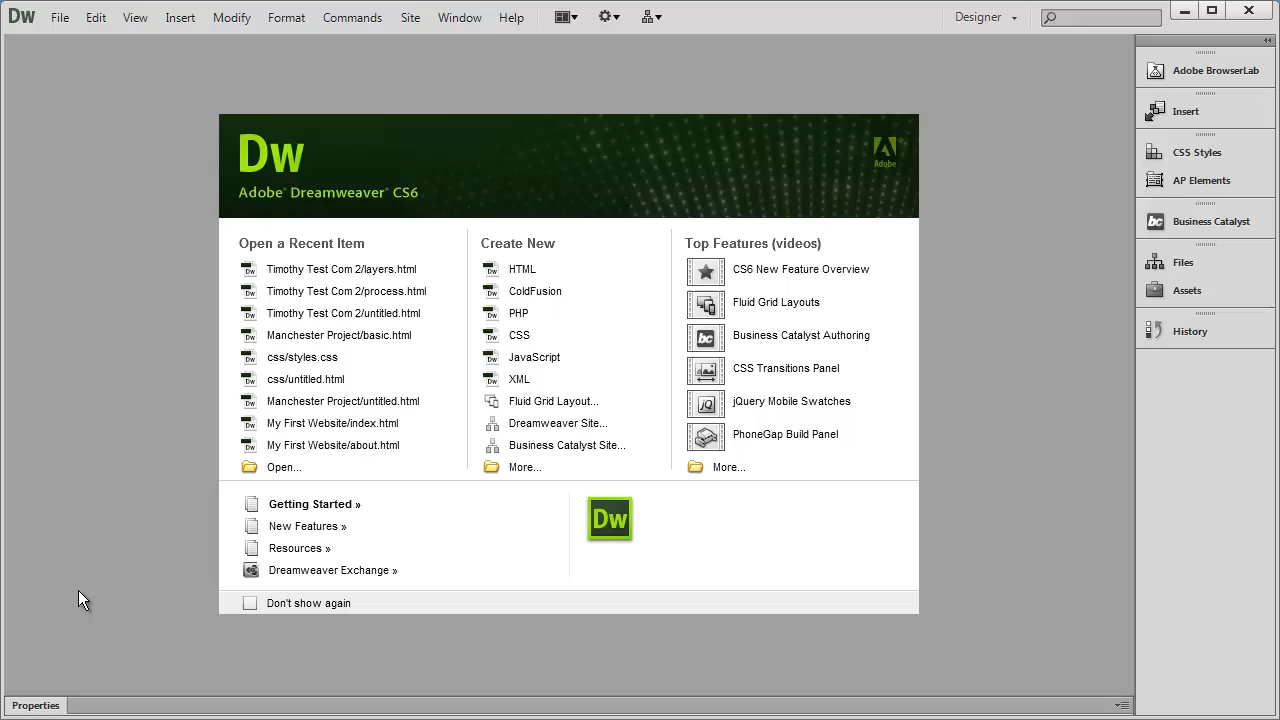 Dw File Edit View Insert Modify Format Commands Site Window Help Designer
Dw
Adobe® Dreamweaver® CS6
Adobe
Open a Recent Item
Timothy Test Com 2/layers.html
Timothy Test Com 2/process.html
Timothy Test Com 2/untitled.html
Manchester Project/basic.html
css/styles.css
css/untitled.html
Manchester Project/untitled.html
My First Website/index.html
My First Website/about.html
Open...
Create New
HTML
ColdFusion
PHP
CSS
JavaScript
XML
Fluid Grid Layout...
Dreamweaver Site...
Business Catalyst Site...
More...
Top Features (videos)
CS6 New Feature Overview
Fluid Grid Layouts
bc Business Catalyst Authoring
CSS Transitions Panel
jQ jQuery Mobile Swatches
PhoneGap Build Panel
More...
Getting Started »
New Features »
Resources »
Dreamweaver Exchange »
Dw
Don't show again
Adobe BrowserLab
Insert
CSS Styles
AP Elements
bc Business Catalyst
Files
Assets
History
Properties